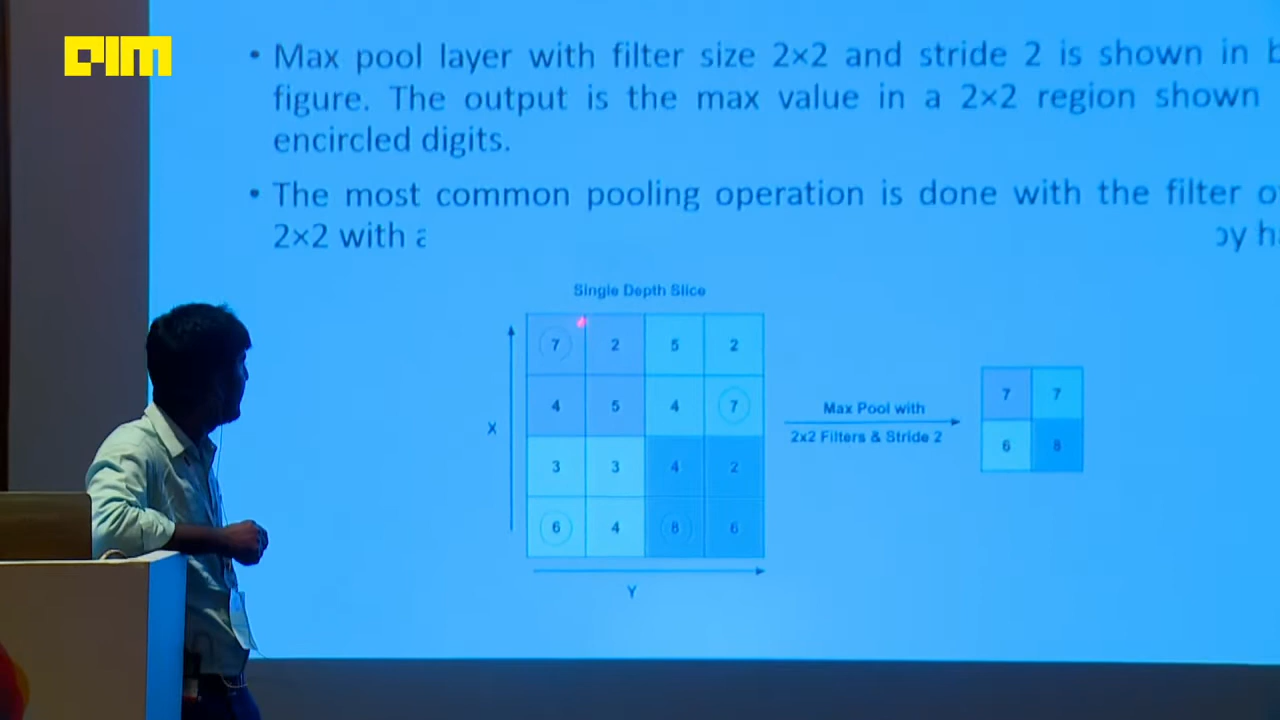 AIM
• Max pool layer with filter size 2×2 and stride 2 is shown in
figure. The output is the max value in a 2×2 region shown
encircled digits.
• The most common pooling operation is done with the filter
2×2 with
Single Depth Slice
7 2 5 2
4 5 4 7
3 3 4 2
6 4 8 6
X
Y
Max Pool with
2x2 Filters & Stride 2
7 7
6 8